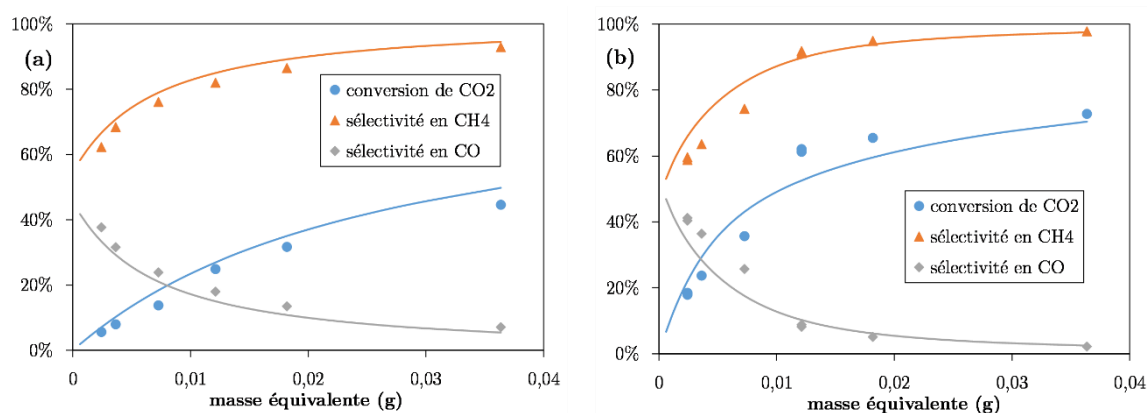 (a)
100%
80%
60%
40%
20%
0%
0
0,01
0,02
0,03
0,04
masse équivalente (g)
conversion de CO2
sélectivité en CH4
sélectivité en CO
(b)
100%
80%
60%
40%
20%
0%
0
0,01
0,02
0,03
0,04
masse équivalente (g)
conversion de CO2
sélectivité en CH4
sélectivité en CO